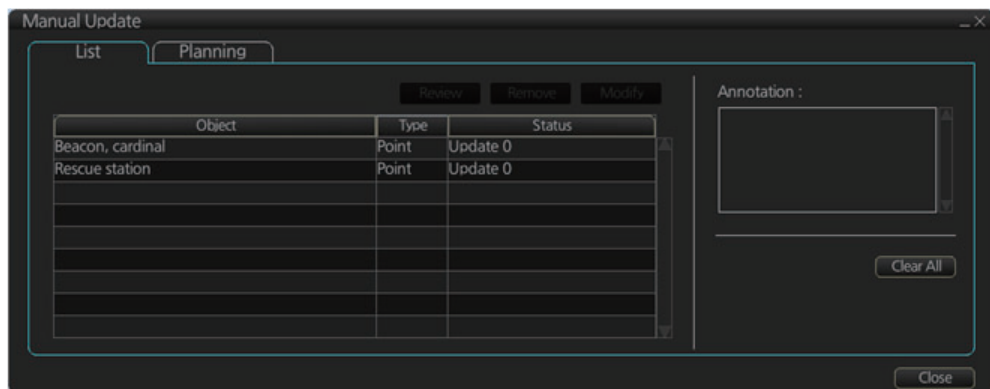 Manual Update
List Planning
Review Remove Modify
Annotation :
Object Type Status
Beacon, cardinal Point Update 0
Rescue station Point Update 0
Clear All
Close